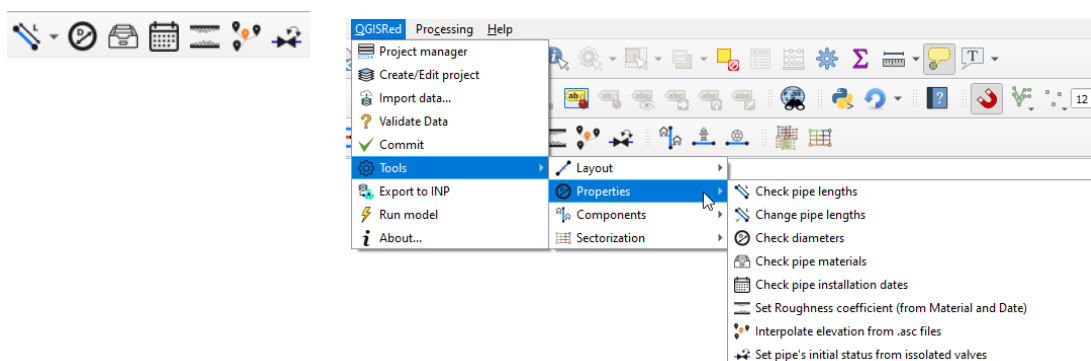 L
QGISRed Processing Help
Project manager
Create/Edit project
Import data...
Validate Data
Commit
Tools
Export to INP
Run model
About...
Layout
Properties
Components
Sectorization
Check pipe lengths
Change pipe lengths
Check diameters
Check pipe materials
Check pipe installation dates
Set Roughness coefficient (from Material and Date)
Interpolate elevation from .asc files
Set pipe's initial status from issolated valves
12